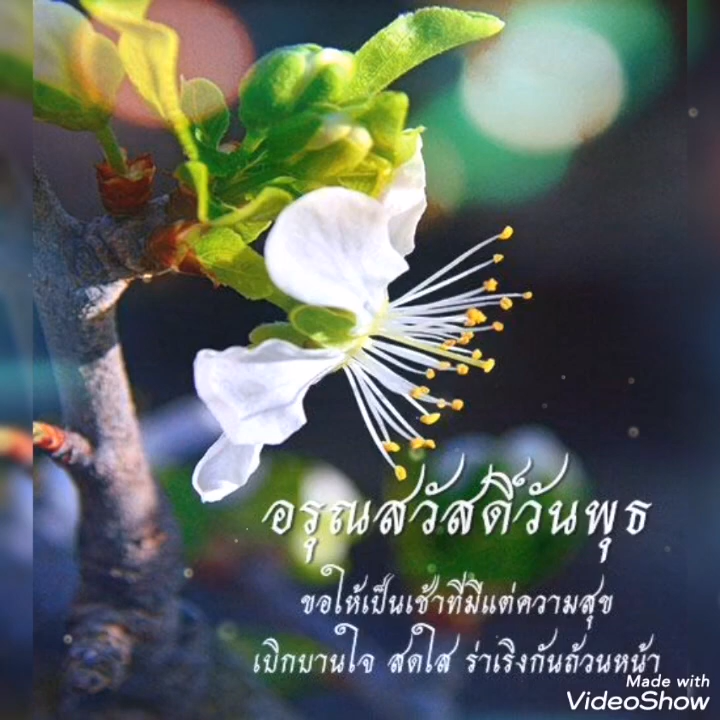 อรุณสวัสดิ์วันพุธ
ขอให้เป็นเช้าที่มีแต่ความสุข
เบิกบานใจ สดใส ร่าเริงกันถ้วนหน้า
Made with
VideoShow